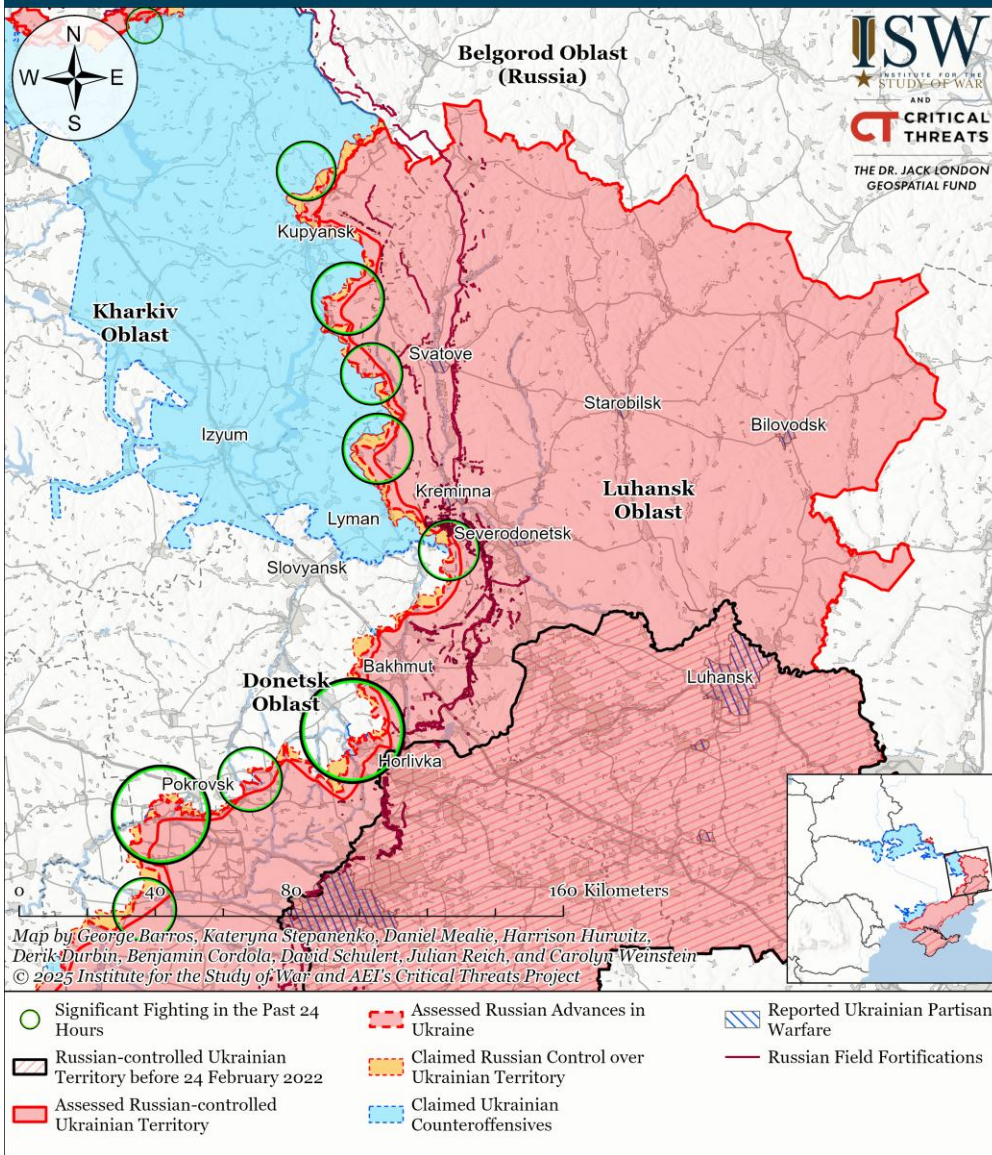 N
W
E
S
Belgorod Oblast
(Russia)
ISW
INSTITUTE FOR THE
STUDY OF WAR
AND
CT CRITICAL
THREATS
THE DR. JACK LONDON
GEOSPATIAL FUND
Kupyansk
Kharkiv
Oblast
Svatove
Starobilsk
Bilovodsk
Izyum
Kreminna
Luhansk
Oblast
Lyman
Severodonetsk
Slovyansk
Bakhmut
Donetsk
Oblast
Luhansk
Horlivka
Pokrovsk
0
40
80
160 Kilometers
Map by George Barros, Kateryna Stepanenko, Daniel Mealie, Harrison Hurwitz,
Derik Durbin, Benjamin Cordola, David Schulert, Julian Reich, and Carolyn Weinstein
© 2025 Institute for the Study of War and AEI's Critical Threats Project
Significant Fighting in the Past 24
Hours
Russian-controlled Ukrainian
Territory before 24 February 2022
Assessed Russian-controlled
Ukrainian Territory
Assessed Russian Advances in
Ukraine
Claimed Russian Control over
Ukrainian Territory
Claimed Ukrainian
Counteroffensives
Reported Ukrainian Partisan
Warfare
Russian Field Fortifications